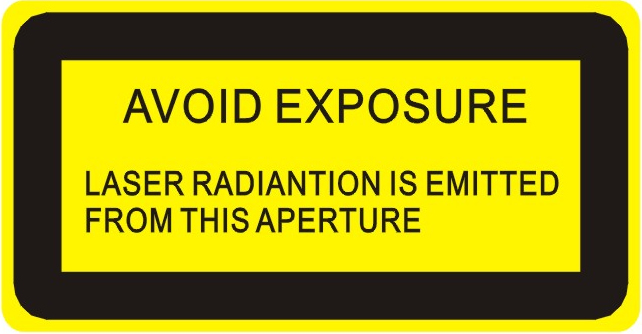 AVOID EXPOSURE
LASER RADIANTION IS EMITTED
FROM THIS APERTURE